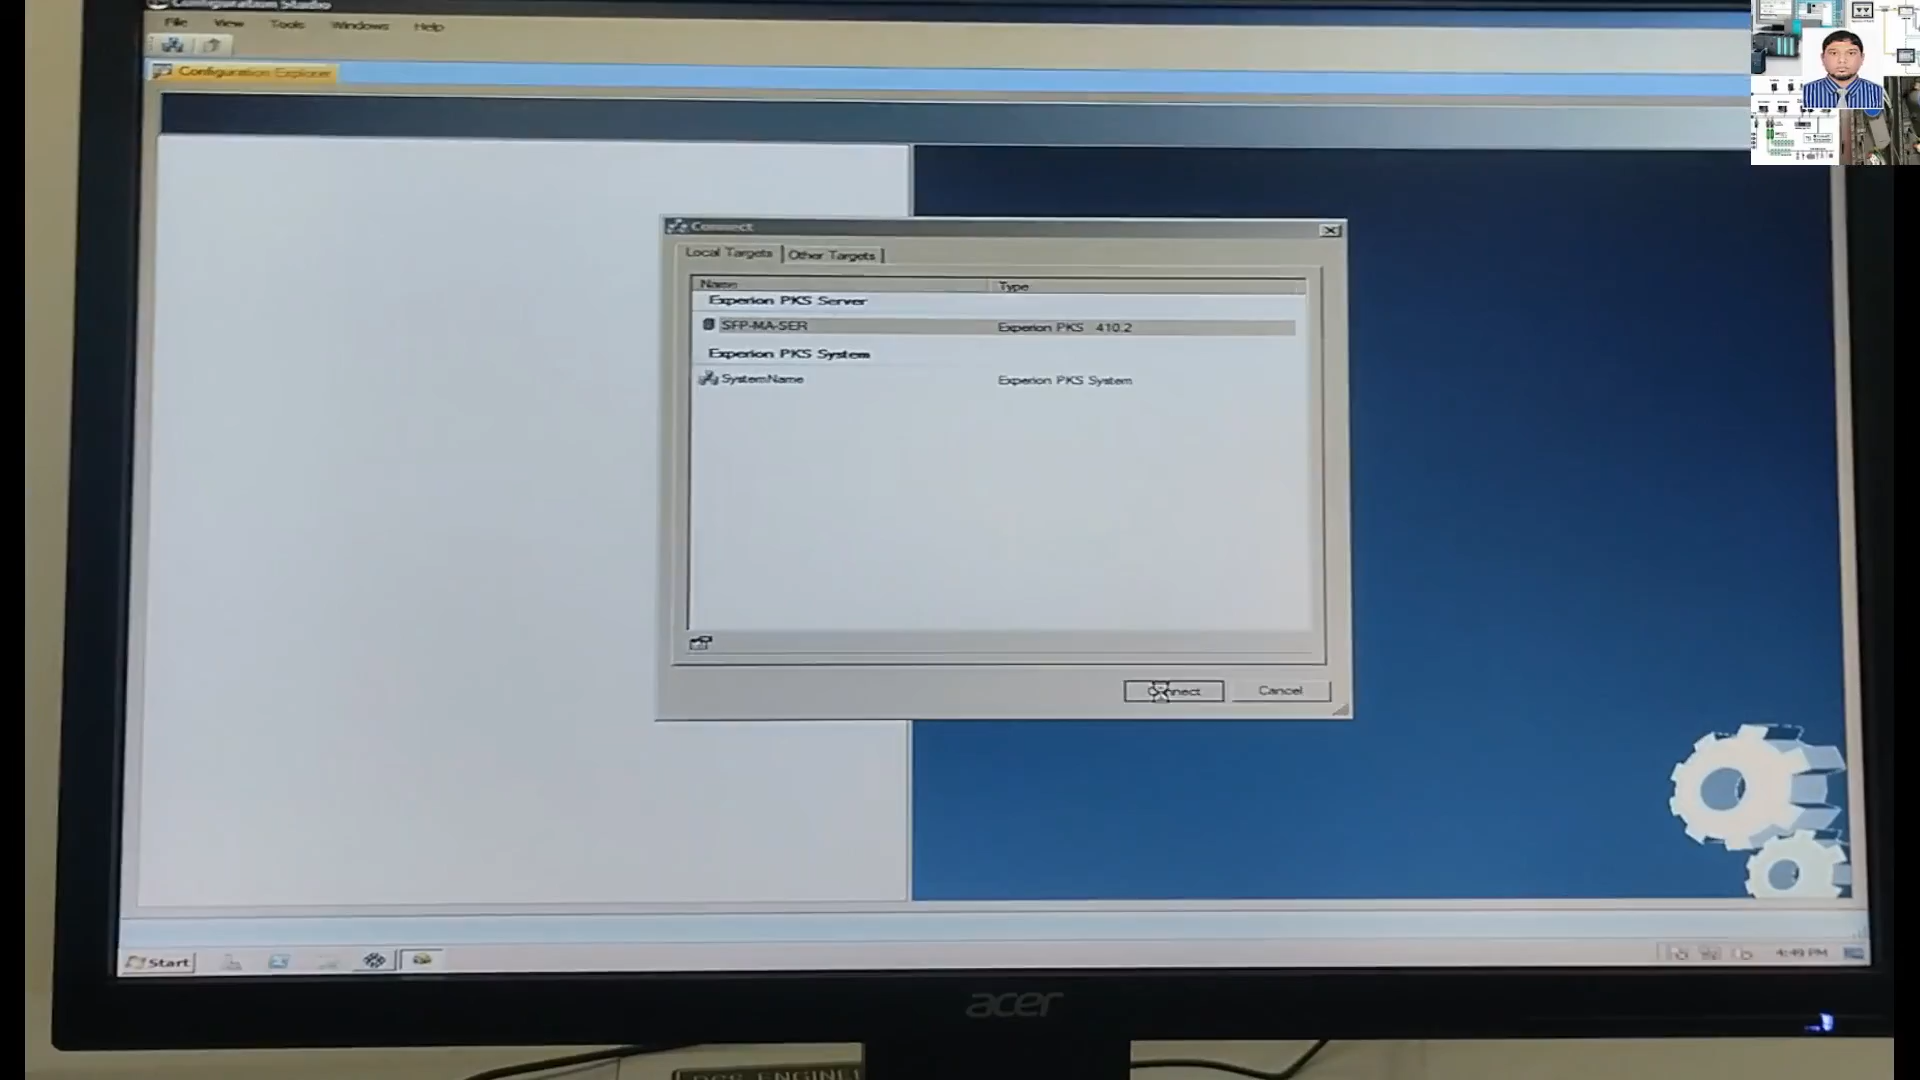 Configuration Studio
File View Tools Windows Help
Configuration Explorer
Connect
Local Targets Other Targets
Name Type
Experion PKS Server
SFP-MA-SER Experion PKS 410.2
Experion PKS System
SystemName Experion PKS System
Connect Cancel
Start 4:49 PM
acer